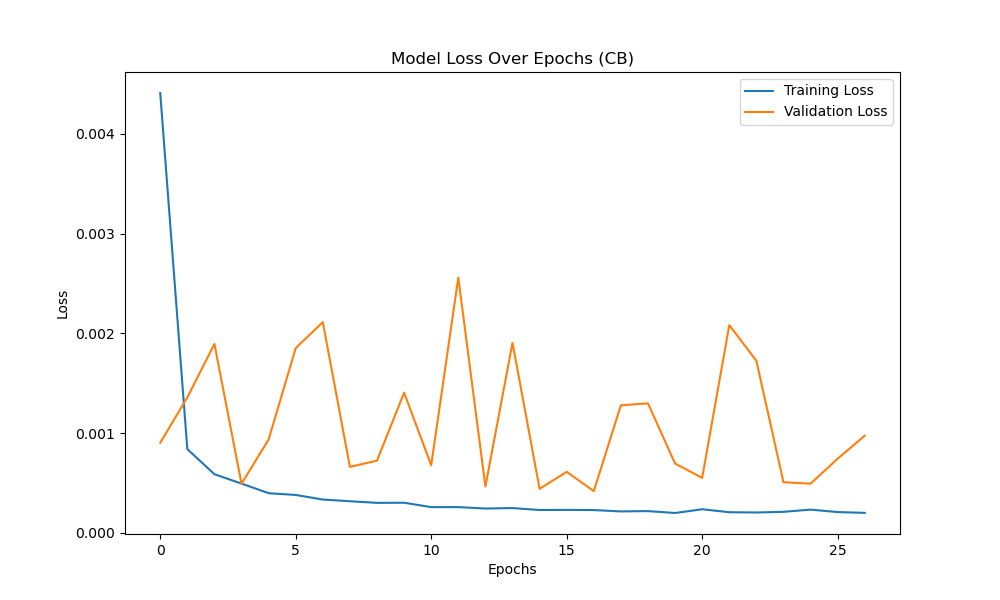 Model Loss Over Epochs (CB)
Training Loss
Validation Loss
0.004
0.003
0.002
0.001
0.000
Loss
0 5 10 15 20 25
Epochs